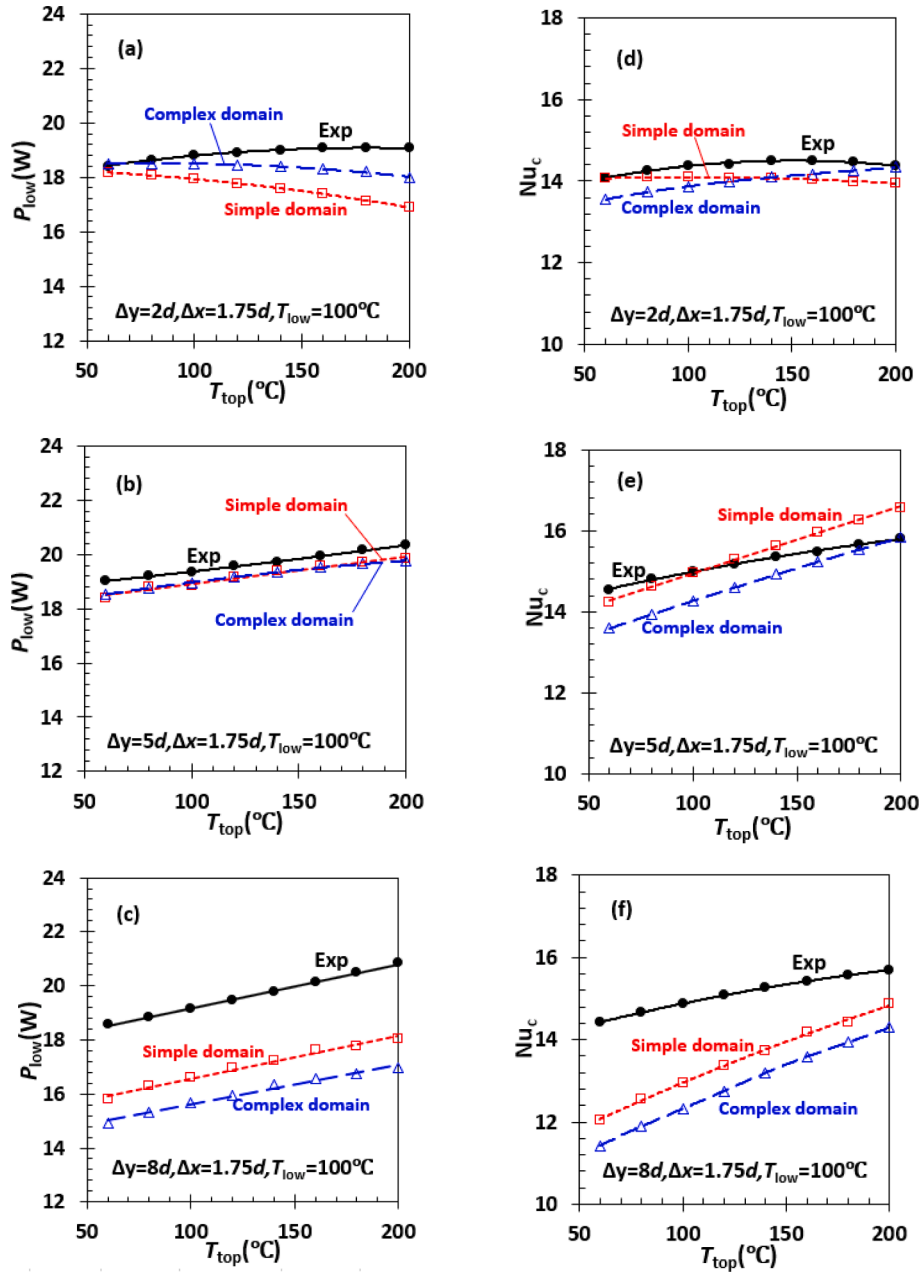 (a)
24
22
20
18
16
14
12
P_low(W)
Complex domain
Exp
Simple domain
Δy=2d,Δx=1.75d,T_low=100°C
50
100
150
200
T_top(°C)
(d)
18
16
14
12
10
Nu_c
Simple domain
Exp
Complex domain
Δy=2d,Δx=1.75d,T_low=100°C
50
100
150
200
T_top(°C)
(b)
24
22
20
18
16
14
12
P_low(W)
Simple domain
Exp
Complex domain
Δy=5d,Δx=1.75d,T_low=100°C
50
100
150
200
T_top(°C)
(e)
18
16
14
12
10
Nu_c
Simple domain
Exp
Complex domain
Δy=5d,Δx=1.75d,T_low=100°C
50
100
150
200
T_top(°C)
(c)
24
22
20
18
16
14
12
P_low(W)
Exp
Simple domain
Complex domain
Δy=8d,Δx=1.75d,T_low=100°C
50
100
150
200
T_top(°C)
(f)
18
16
14
12
10
Nu_c
Exp
Simple domain
Complex domain
Δy=8d,Δx=1.75d,T_low=100°C
50
100
150
200
T_top(°C)